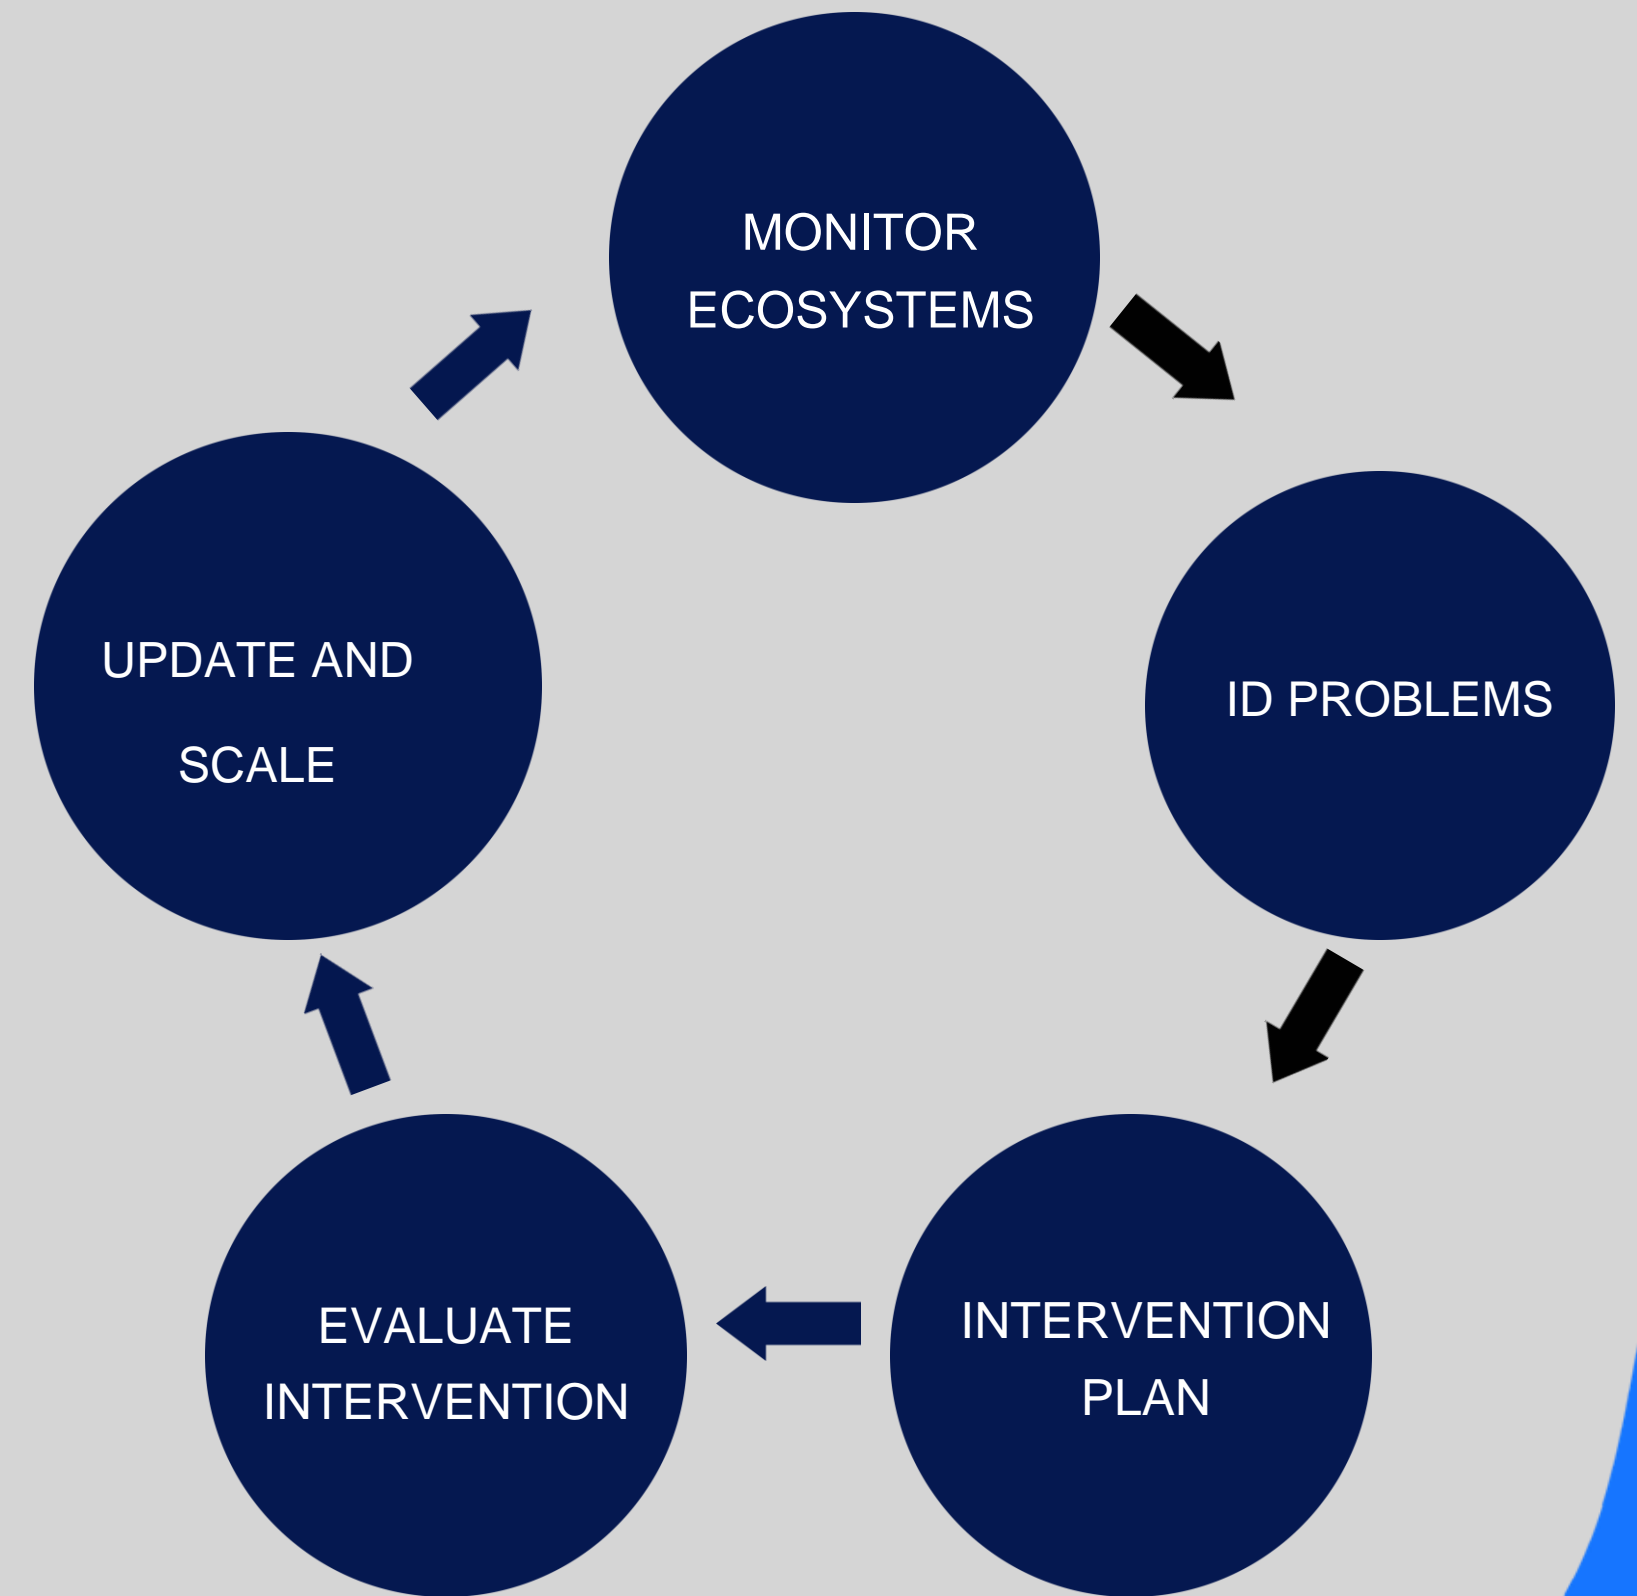 MONITOR
ECOSYSTEMS
ID PROBLEMS
INTERVENTION
PLAN
EVALUATE
INTERVENTION
UPDATE AND
SCALE